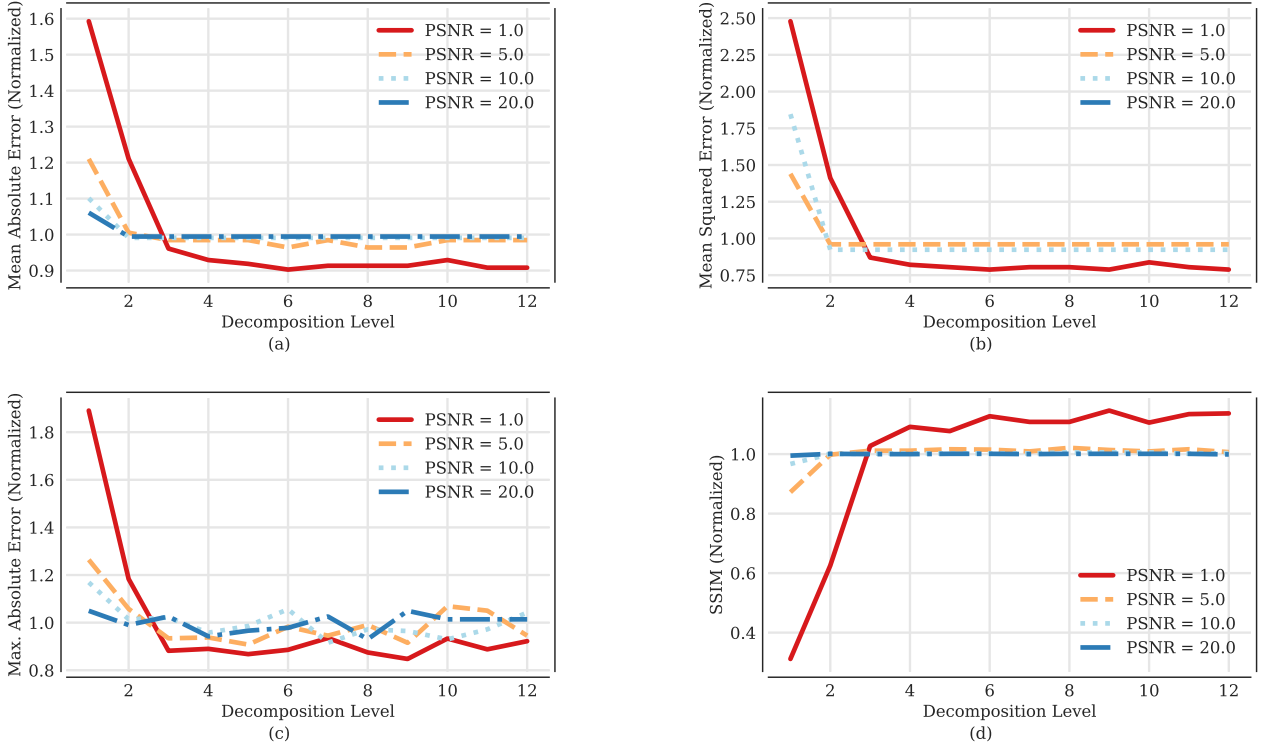 Mean Absolute Error (Normalized)
1.6
1.5
1.4
1.3
1.2
1.1
1.0
0.9
PSNR = 1.0
PSNR = 5.0
PSNR = 10.0
PSNR = 20.0
2 4 6 8 10 12
Decomposition Level
(a)
Mean Squared Error (Normalized)
2.50
2.25
2.00
1.75
1.50
1.25
1.00
0.75
PSNR = 1.0
PSNR = 5.0
PSNR = 10.0
PSNR = 20.0
2 4 6 8 10 12
Decomposition Level
(b)
Max. Absolute Error (Normalized)
1.8
1.6
1.4
1.2
1.0
0.8
PSNR = 1.0
PSNR = 5.0
PSNR = 10.0
PSNR = 20.0
2 4 6 8 10 12
Decomposition Level
(c)
SSIM (Normalized)
1.0
0.8
0.6
0.4
PSNR = 1.0
PSNR = 5.0
PSNR = 10.0
PSNR = 20.0
2 4 6 8 10 12
Decomposition Level
(d)